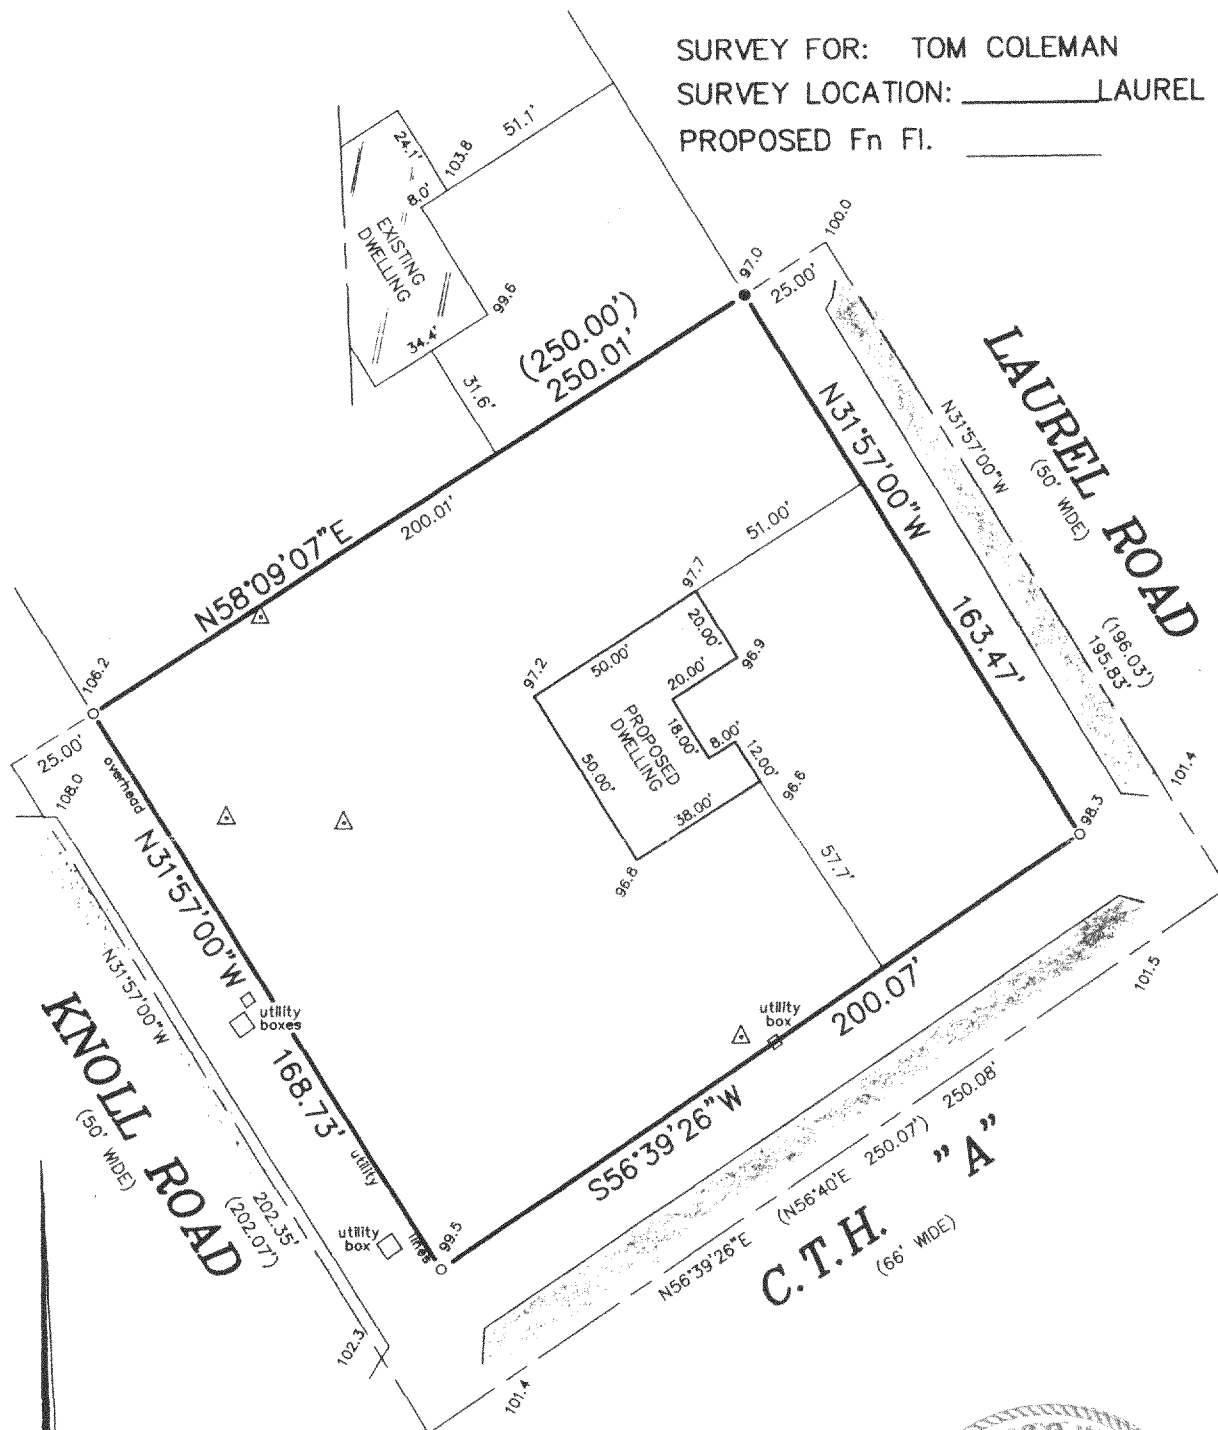 SURVEY FOR: TOM COLEMAN
SURVEY LOCATION: LAUREL
PROPOSED Fn Fl.
24.1'
103.8
51.1'
8.0'
EXISTING
DWELLING
99.6
34.4'
31.6'
(250.00')
250.01'
97.0
25.00'
100.0
LAUREL ROAD
(50' WIDE)
N31°57'00"W
N31°57'00"W
163.47'
(196.03')
195.83'
101.4
98.3
N58°09'07"E
200.01'
51.00'
97.7
20.00'
96.9
50.00'
20.00'
97.2
PROPOSED
DWELLING
18.00'
8.00'
12.00'
96.6
50.00'
38.00'
96.8
57.7'
106.2
25.00'
108.0
overhead
N31°57'00"W
168.73'
utility
boxes
utility
lines
99.5
utility
box
KNOLL ROAD
(50' WIDE)
N31°57'00"W
202.35'
(202.07')
102.3
101.4
utility
box
200.07'
S56°39'26"W
101.5
N56°39'26"E
(N56°40'E 250.07')
250.08'
C.T.H. "A"
(66' WIDE)